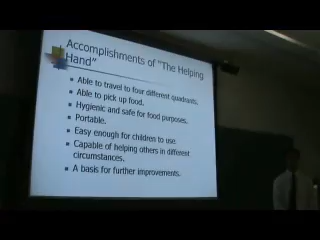 Accomplishments of "The Helping
Hand"
Able to travel to four different quadrants.
Able to pick up food.
Hygienic and safe for food purposes.
Portable.
Easy enough for children to use.
Capable of helping others in different
circumstances.
A basis for further improvements.